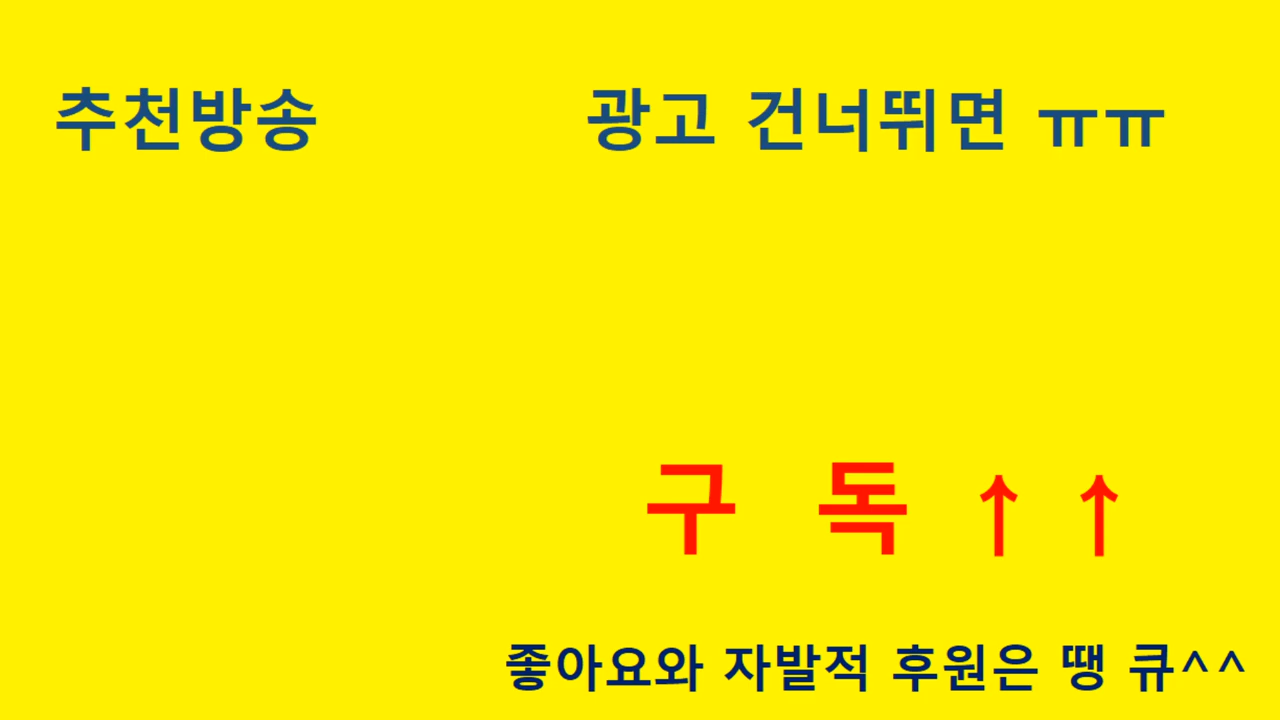 추천방송
광고 건너뛰면 ㅠㅠ
구 독 ↑ ↑
좋아요와 자발적 후원은 땡 큐^^